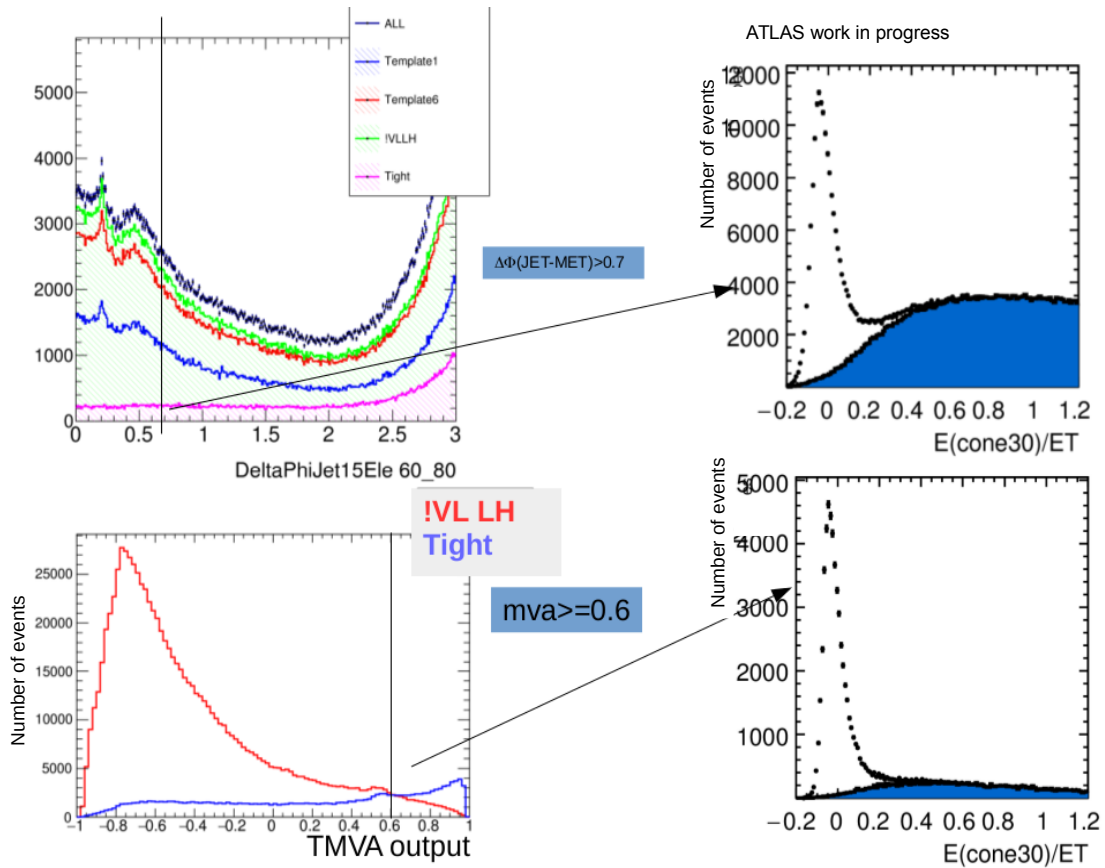 ALL
Template1
Template6
!VLLH
Tight
5000
4000
3000
2000
1000
0
0 0.5 1 1.5 2 2.5 3
DeltaPhiJet15Ele 60_80
ΔΦ(JET-MET)>0.7
ATLAS work in progress
Number of events
12000
8000
6000
4000
2000
−0.2 0 0.2 0.4 0.6 0.8 1 1.2
E(cone30)/ET
!VL LH
Tight
mva>=0.6
Number of events
25000
20000
15000
10000
5000
0
−1 −0.8 −0.6 −0.4 −0.2 0 0.2 0.4 0.6 0.8 1
TMVA output
Number of events
5000
4000
3000
2000
1000
−0.2 0 0.2 0.4 0.6 0.8 1 1.2
E(cone30)/ET